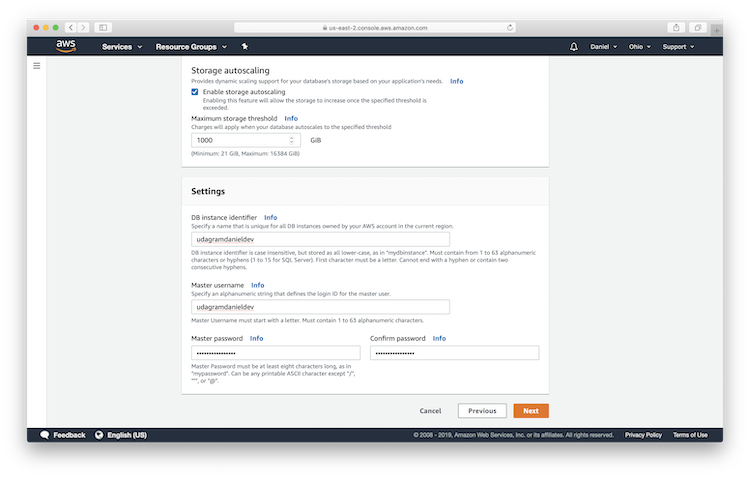 us-east-2.console.aws.amazon.com
aws Services Resource Groups Daniel Ohio Support
Storage autoscaling
Provides dynamic scaling support for your database's storage based on your application's needs. Info
Enable storage autoscaling
Enabling this feature will allow the storage to increase once the specified threshold is
exceeded.
Maximum storage threshold Info
Charges will apply when your database autoscales to the specified threshold
1000 GiB
(Minimum: 21 GiB, Maximum: 16384 GiB)
Settings
DB instance identifier Info
Specify a name that is unique for all DB instances owned by your AWS account in the current region.
udagramdanieldev
DB instance identifier is case insensitive, but stored as all lower-case, as in "mydbinstance". Must contain from 1 to 63 alphanumeric
characters or hyphens (1 to 15 for SQL Server). First character must be a letter. Cannot end with a hyphen or contain two
consecutive hyphens.
Master username Info
Specify an alphanumeric string that defines the login ID for the master user.
udagramdanieldev
Master Username must start with a letter. Must contain 1 to 63 alphanumeric characters.
Master password Info Confirm password Info
•••••••••••••••• ••••••••••••••••
Master Password must be at least eight characters long, as in
"mypassword". Can be any printable ASCII character except "/",
""", or "@".
Cancel Previous Next
Feedback English (US) © 2008 - 2019, Amazon Web Services, Inc. or its affiliates. All rights reserved. Privacy Policy Terms of Use